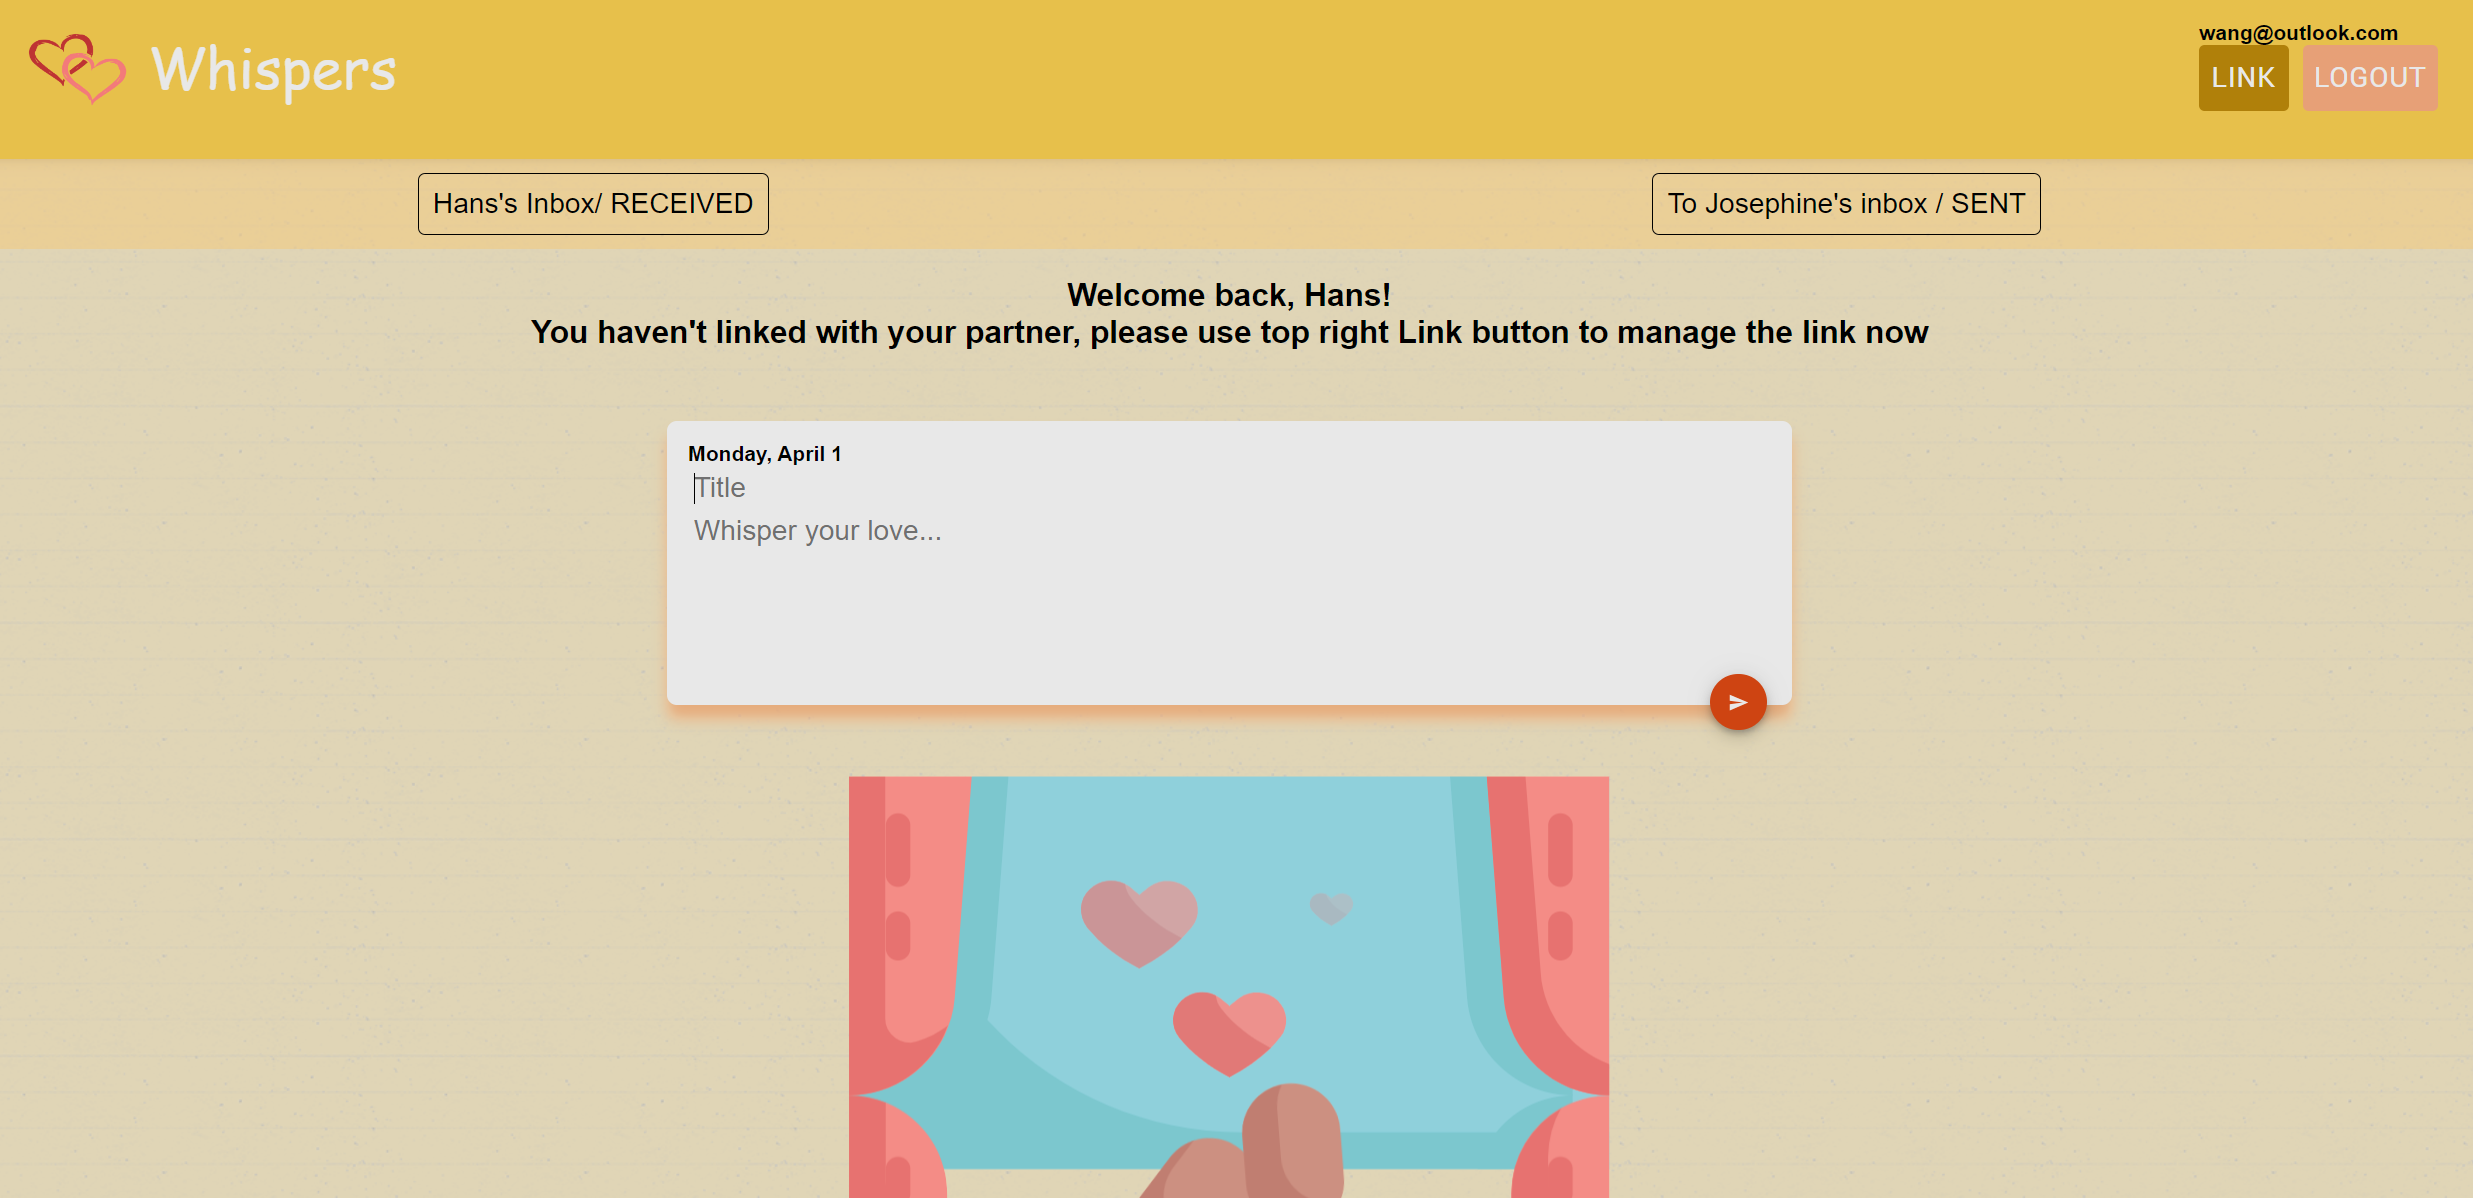 Whispers
wang@outlook.com
LINK LOGOUT
Hans's Inbox/ RECEIVED
To Josephine's inbox / SENT
Welcome back, Hans!
You haven't linked with your partner, please use top right Link button to manage the link now
Monday, April 1
Title
Whisper your love...